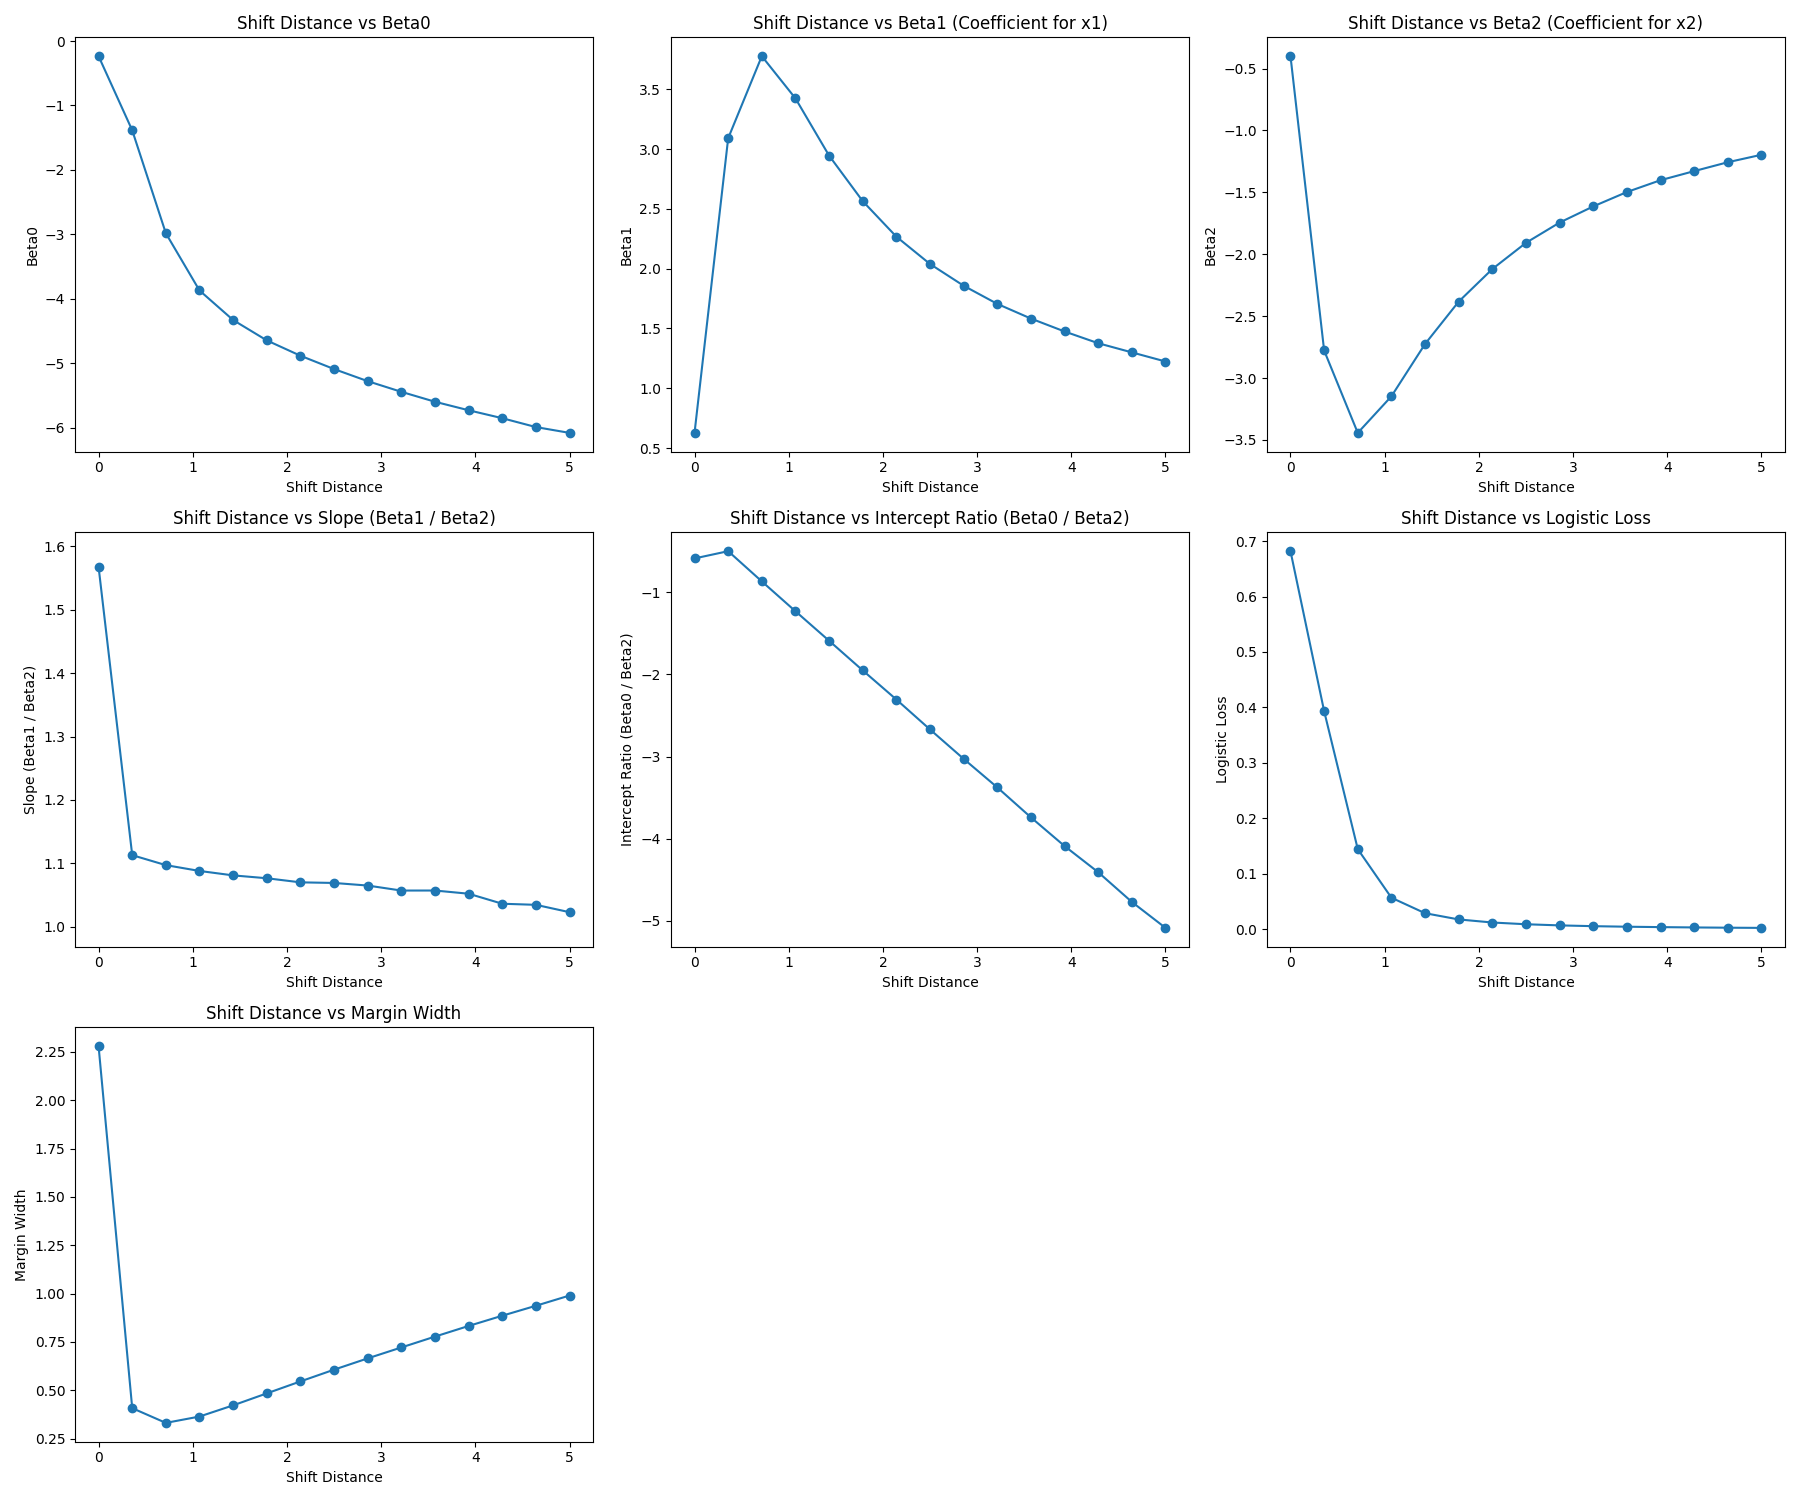 Shift Distance vs Beta0
Beta0
0
−1
−2
−3
−4
−5
−6
0 1 2 3 4 5
Shift Distance
Shift Distance vs Beta1 (Coefficient for x1)
Beta1
3.5
3.0
2.5
2.0
1.5
1.0
0.5
0 1 2 3 4 5
Shift Distance
Shift Distance vs Beta2 (Coefficient for x2)
Beta2
−0.5
−1.0
−1.5
−2.0
−2.5
−3.0
−3.5
0 1 2 3 4 5
Shift Distance
Shift Distance vs Slope (Beta1 / Beta2)
Slope (Beta1 / Beta2)
1.6
1.5
1.4
1.3
1.2
1.1
1.0
0 1 2 3 4 5
Shift Distance
Shift Distance vs Intercept Ratio (Beta0 / Beta2)
Intercept Ratio (Beta0 / Beta2)
−1
−2
−3
−4
−5
0 1 2 3 4 5
Shift Distance
Shift Distance vs Logistic Loss
Logistic Loss
0.7
0.6
0.5
0.4
0.3
0.2
0.1
0.0
0 1 2 3 4 5
Shift Distance
Shift Distance vs Margin Width
Margin Width
2.25
2.00
1.75
1.50
1.25
1.00
0.75
0.50
0.25
0 1 2 3 4 5
Shift Distance